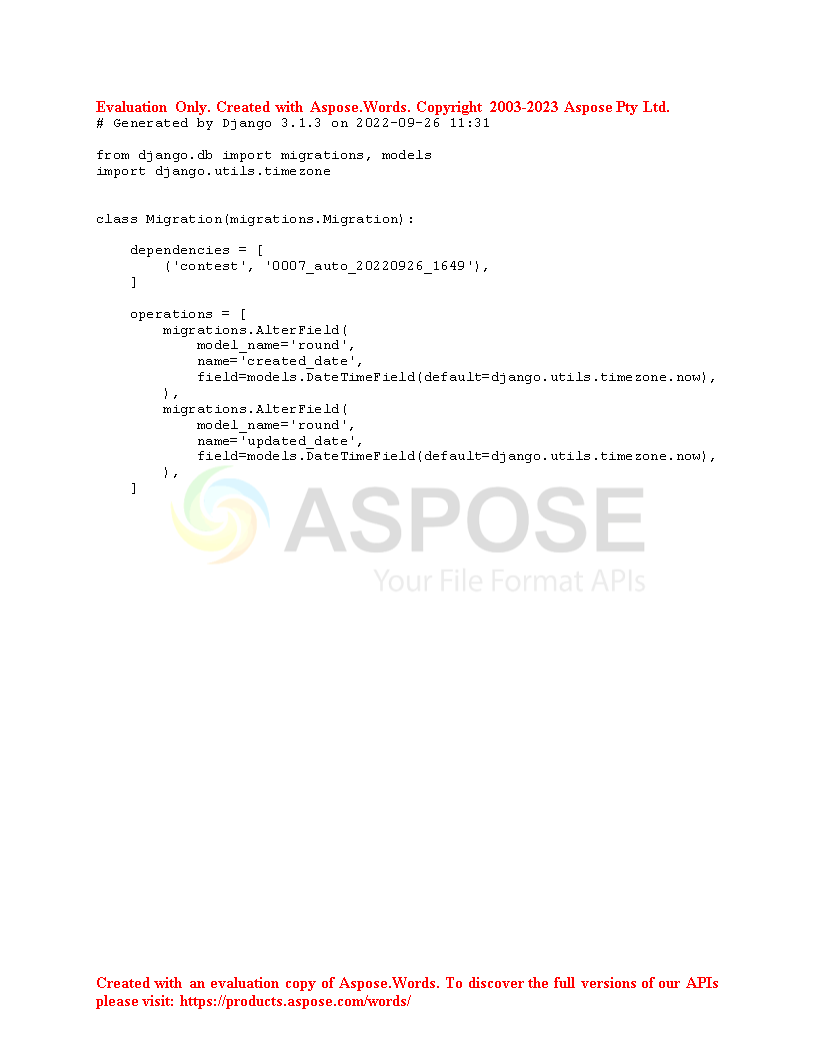 Evaluation Only. Created with Aspose.Words. Copyright 2003-2023 Aspose Pty Ltd.
# Generated by Django 3.1.3 on 2022-09-26 11:31

from django.db import migrations, models
import django.utils.timezone


class Migration(migrations.Migration):

    dependencies = [
        ('contest', '0007_auto_20220926_1649'),
    ]

    operations = [
        migrations.AlterField(
            model_name='round',
            name='created_date',
            field=models.DateTimeField(default=django.utils.timezone.now),
        ),
        migrations.AlterField(
            model_name='round',
            name='updated_date',
            field=models.DateTimeField(default=django.utils.timezone.now),
        ),
    ]
ASPOSE
Your File Format APIs
Created with an evaluation copy of Aspose.Words. To discover the full versions of our APIs
please visit: https://products.aspose.com/words/